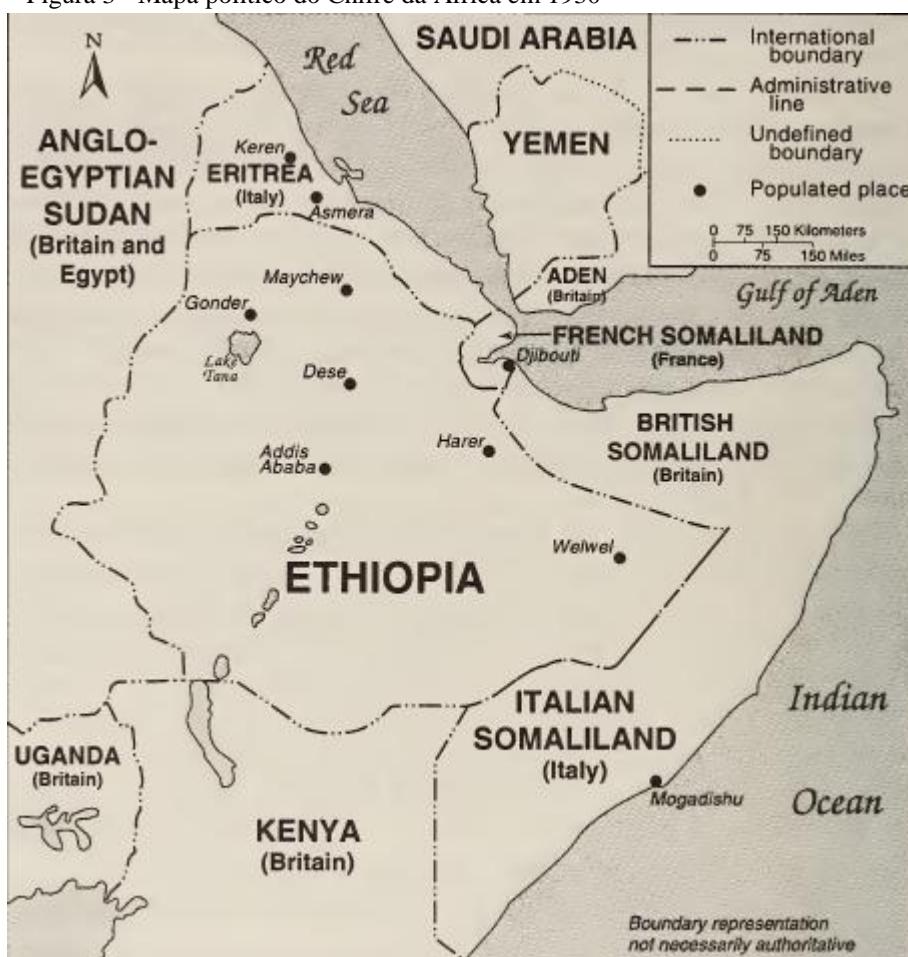 Figura - Mapa político do Chifre da África em
N
Red
Sea
SAUDI ARABIA
International
boundary
Administrative
line
Undefined
boundary
Populated place
0 75 150 Kilometers
0 75 150 Miles
YEMEN
ANGLO-
EGYPTIAN
SUDAN
(Britain and
Egypt)
Keren
ERITREA
(Italy)
Asmera
ADEN
(Britain)
Gulf of Aden
Maychew
Gonder
Lake
Tana
Dese
FRENCH SOMALILAND
(France)
Djibouti
BRITISH
SOMALILAND
(Britain)
Harer
Addis
Ababa
Welwel
ETHIOPIA
ITALIAN
SOMALILAND
(Italy)
Indian
Ocean
UGANDA
(Britain)
Mogadishu
KENYA
(Britain)
Boundary representation
not necessarily authoritative